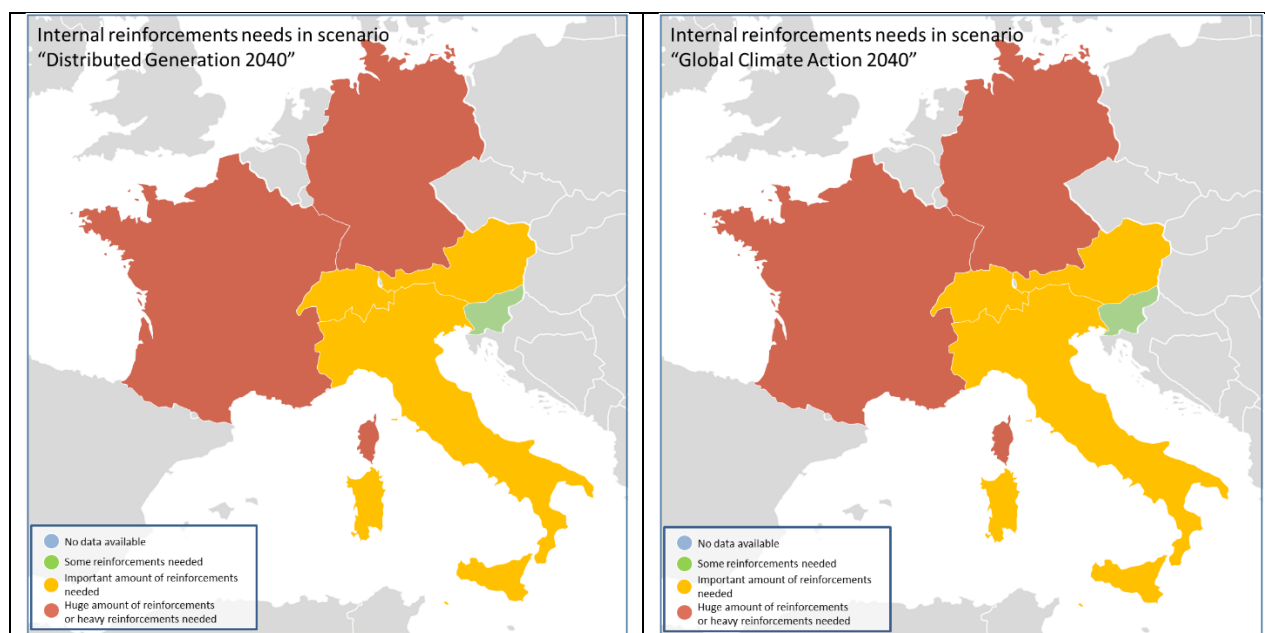 Internal reinforcements needs in scenario
“Distributed Generation 2040”
No data available
Some reinforcements needed
Important amount of reinforcements
needed
Huge amount of reinforcements
or heavy reinforcements needed
Internal reinforcements needs in scenario
“Global Climate Action 2040”
No data available
Some reinforcements needed
Important amount of reinforcements
needed
Huge amount of reinforcements
or heavy reinforcements needed